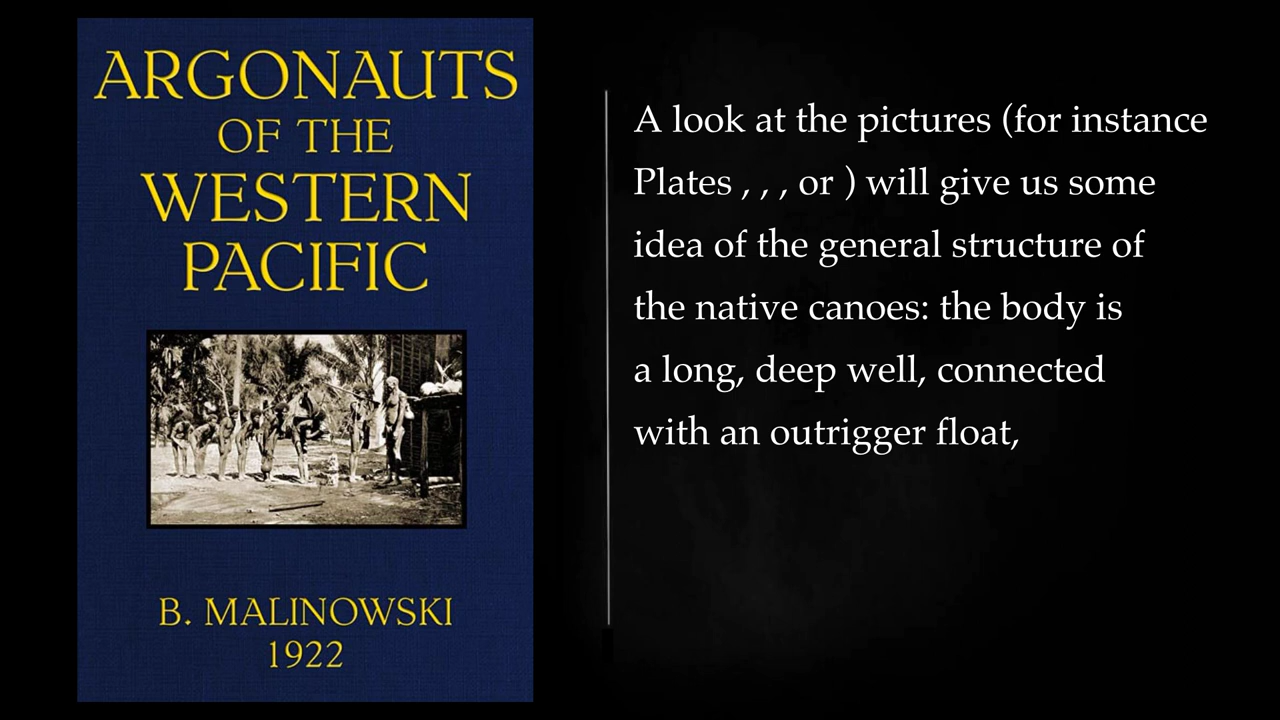 ARGONAUTS
OF THE
WESTERN
PACIFIC
B. MALINOWSKI
1922
A look at the pictures (for instance
Plates , , , or ) will give us some
idea of the general structure of
the native canoes: the body is
a long, deep well, connected
with an outrigger float,